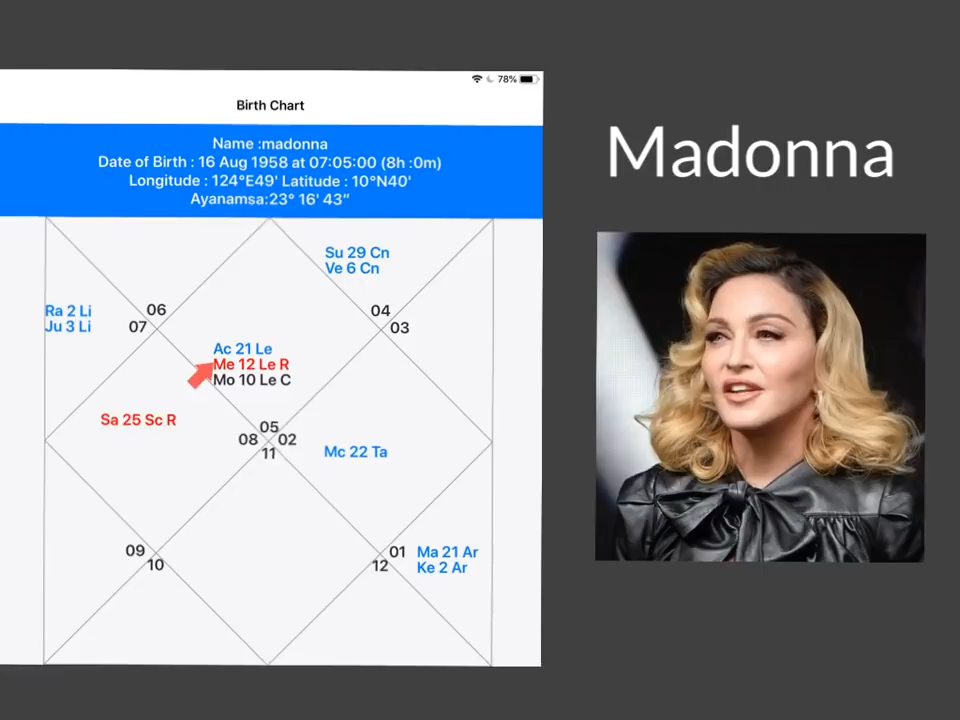 78%
Birth Chart
Name :madonna
Date of Birth : 16 Aug 1958 at 07:05:00 (8h :0m)
Longitude : 124°E49' Latitude : 10°N40'
Ayanamsa:23° 16' 43"
Madonna
Su 29 Cn
Ve 6 Cn
Ra 2 Li
Ju 3 Li
06
07
04
03
Ac 21 Le
Me 12 Le R
Mo 10 Le C
Sa 25 Sc R
05
08
02
11
Mc 22 Ta
09
10
01
12
Ma 21 Ar
Ke 2 Ar